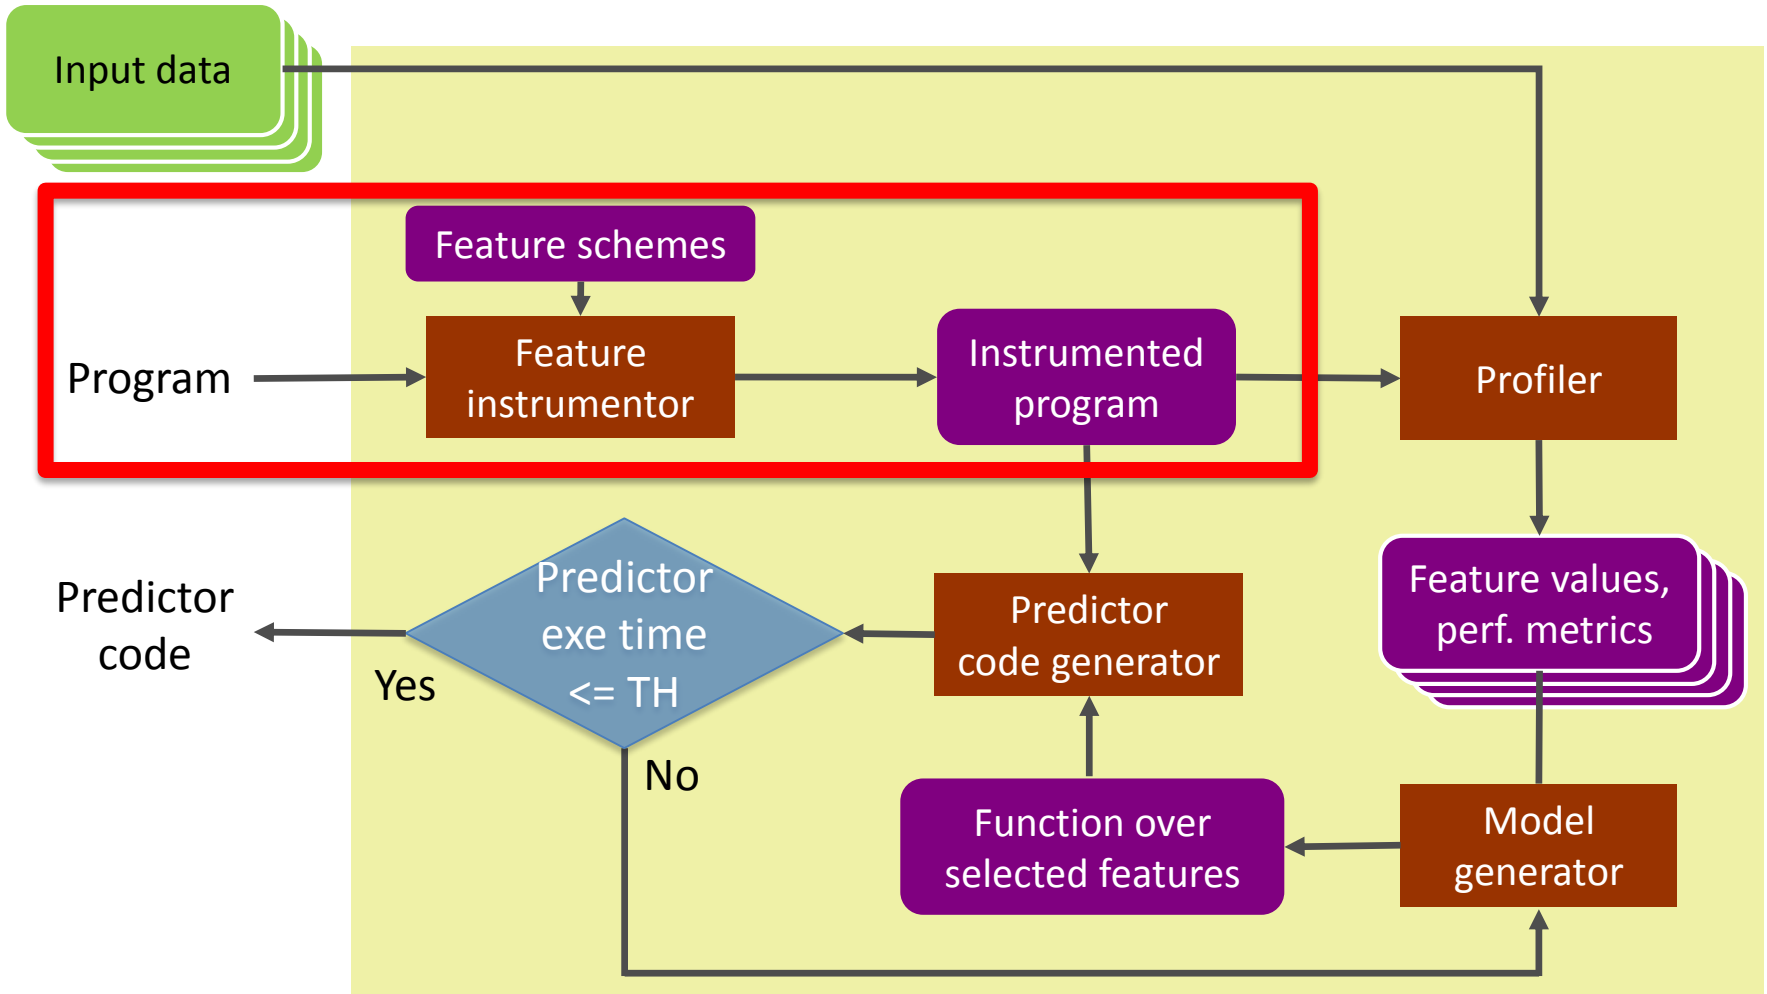 Input data
Feature schemes
Program
Feature
instrumentor
Instrumented
program
Profiler
Predictor
code
Yes
Predictor
exe time
<= TH
No
Predictor
code generator
Feature values,
perf. metrics
Function over
selected features
Model
generator